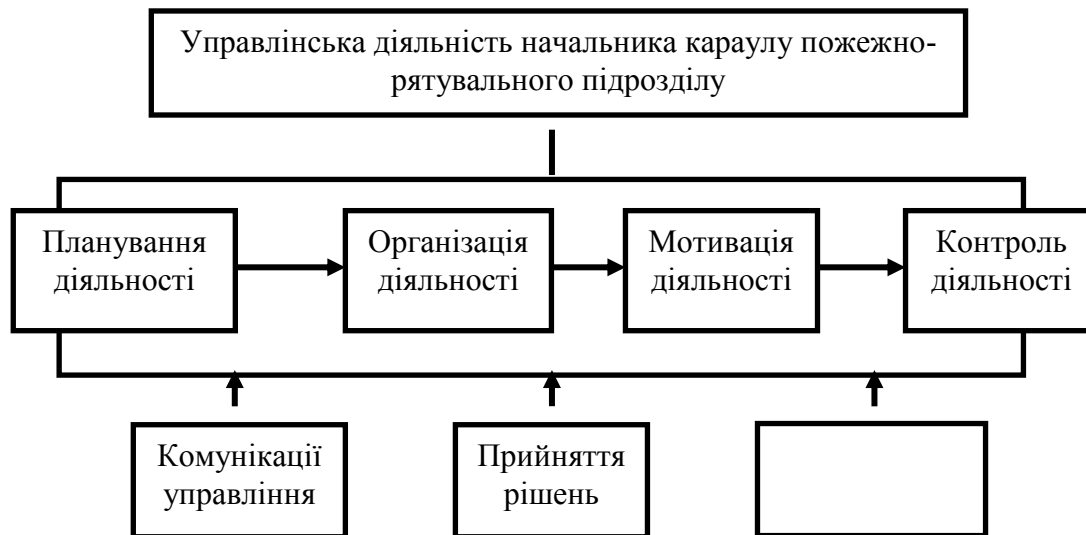 Управлінська діяльність начальника караулу пожежно-
рятувального підрозділу
Планування
діяльності
Організація
діяльності
Мотивація
діяльності
Контроль
діяльності
Комунікації
управління
Прийняття
рішень